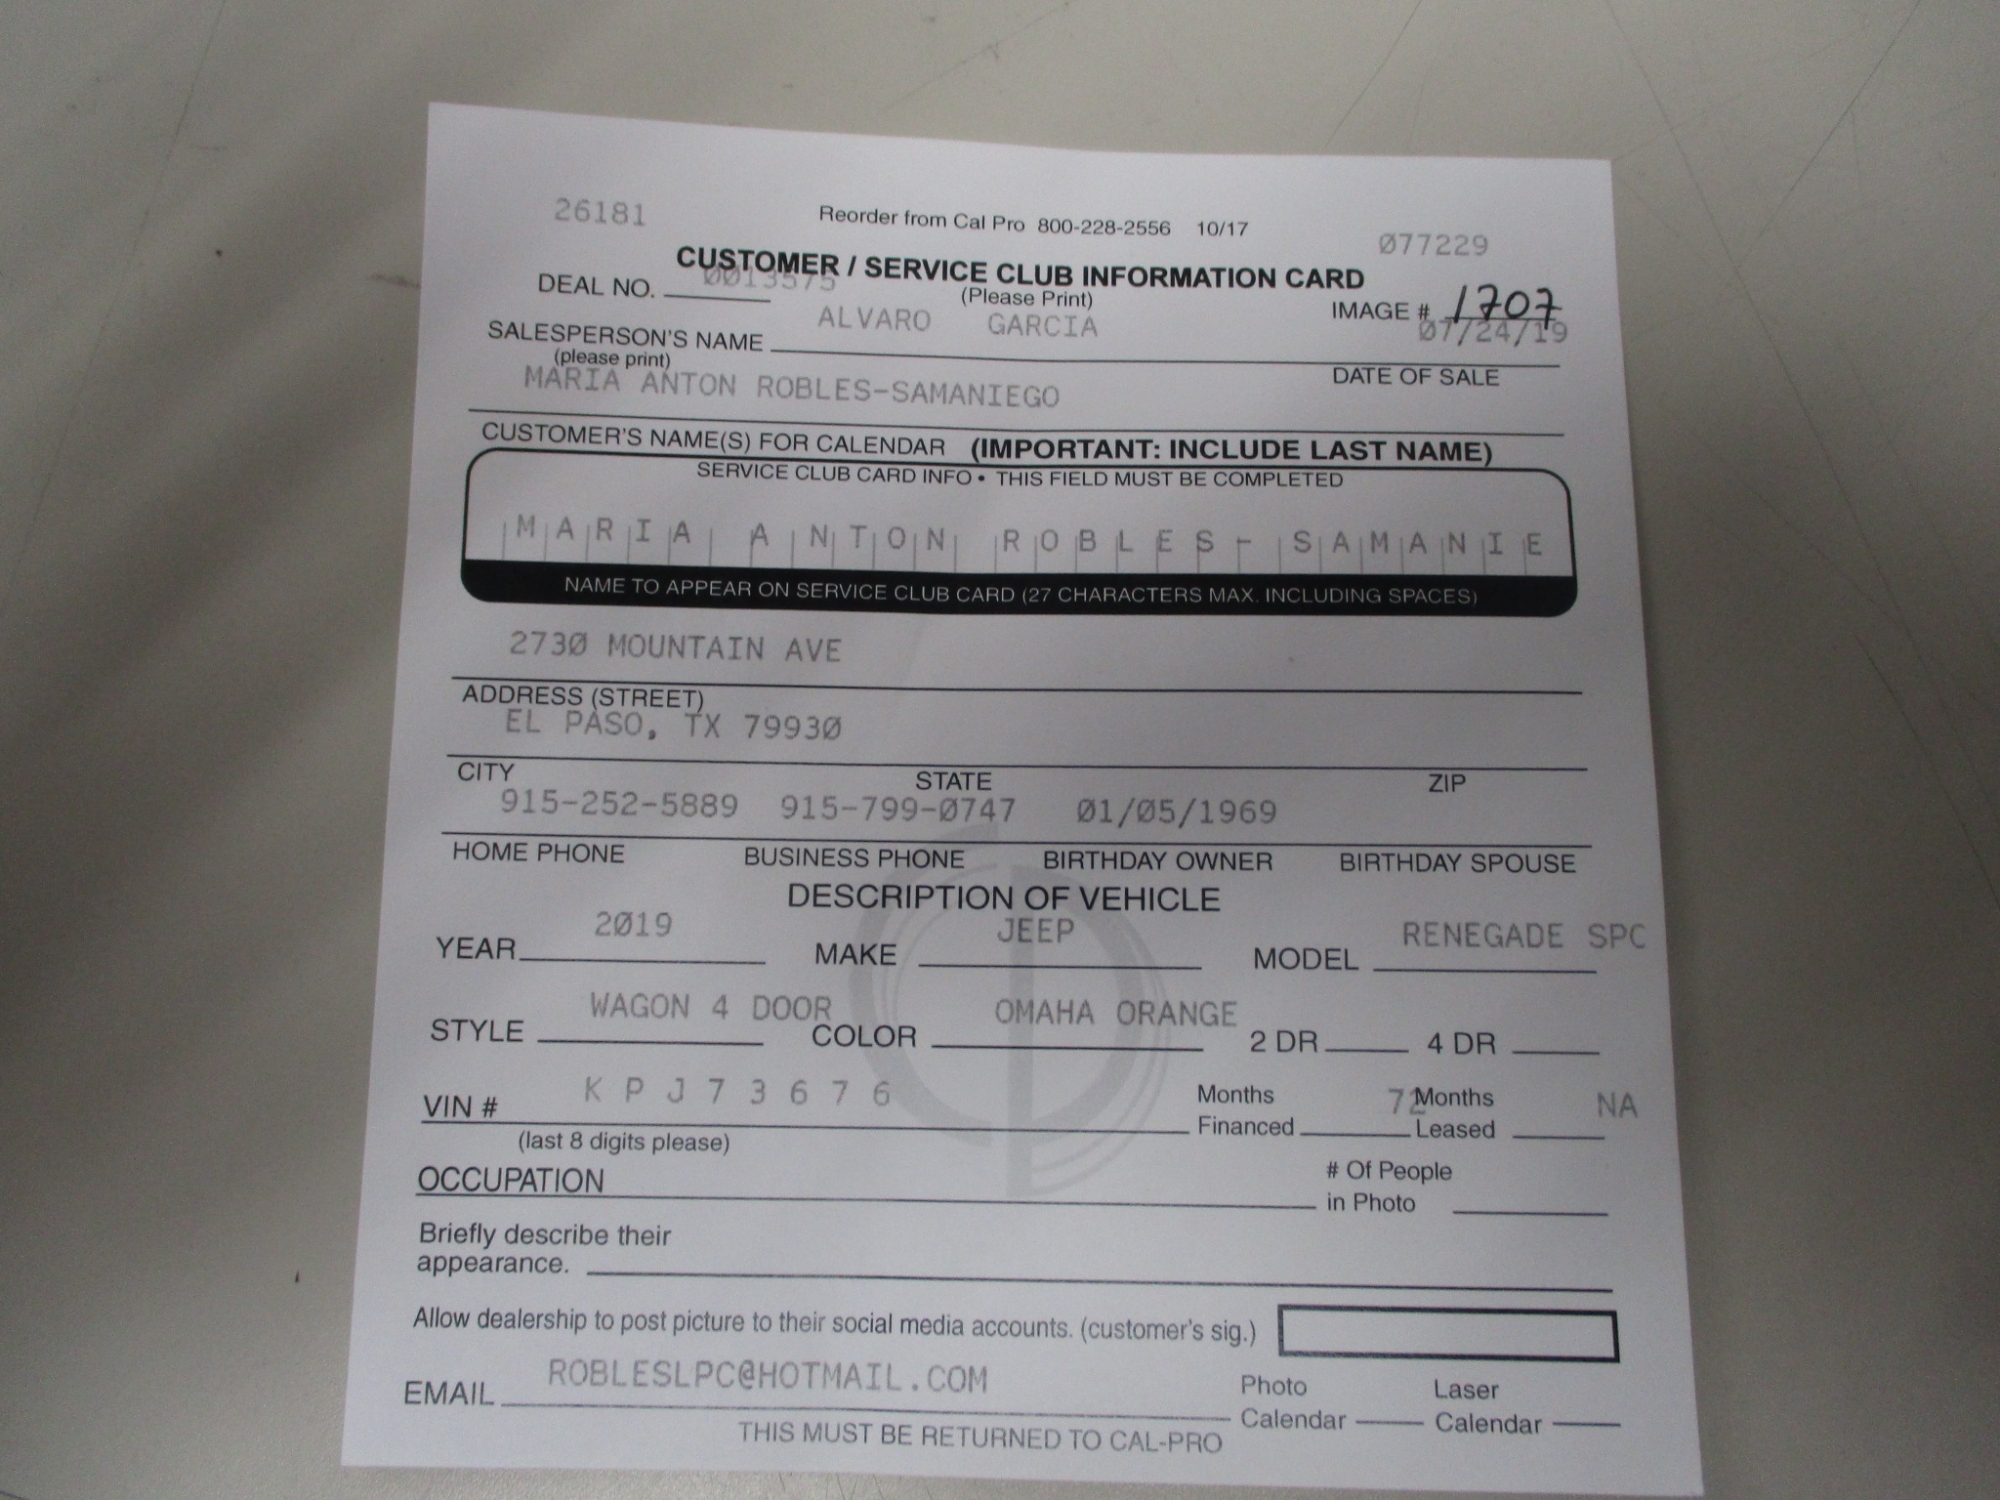 26181 Reorder from Cal Pro 800-228-2556 10/17 Ø77229
CUSTOMER / SERVICE CLUB INFORMATION CARD
DEAL NO. ØØ13575 (Please Print) IMAGE # 1707
SALESPERSON'S NAME ALVARO GARCIA Ø7/24/19
(please print) DATE OF SALE
MARIA ANTON ROBLES-SAMANIEGO
CUSTOMER'S NAME(S) FOR CALENDAR (IMPORTANT: INCLUDE LAST NAME)
SERVICE CLUB CARD INFO • THIS FIELD MUST BE COMPLETED
MARIA ANTON ROBLES-SAMANIE
NAME TO APPEAR ON SERVICE CLUB CARD (27 CHARACTERS MAX. INCLUDING SPACES)
273Ø MOUNTAIN AVE
ADDRESS (STREET)
EL PASO, TX 7993Ø
CITY STATE ZIP
915-252-5889 915-799-Ø747 Ø1/Ø5/1969
HOME PHONE BUSINESS PHONE BIRTHDAY OWNER BIRTHDAY SPOUSE
DESCRIPTION OF VEHICLE
YEAR 2Ø19 MAKE JEEP MODEL RENEGADE SPC
STYLE WAGON 4 DOOR COLOR OMAHA ORANGE 2 DR 4 DR
VIN # K P J 7 3 6 7 6 Months Financed 72 Months Leased NA
(last 8 digits please)
OCCUPATION # Of People in Photo
Briefly describe their
appearance.
Allow dealership to post picture to their social media accounts. (customer's sig.)
EMAIL ROBLESLPC@HOTMAIL.COM Photo Calendar Laser Calendar
THIS MUST BE RETURNED TO CAL-PRO